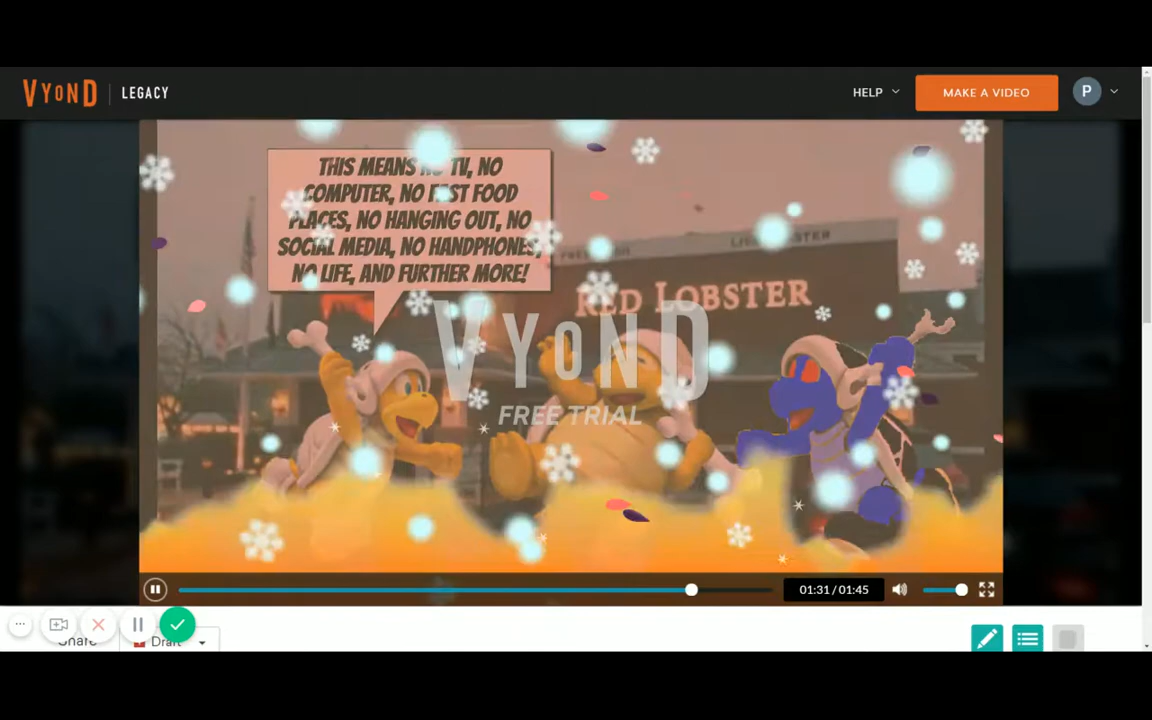 VYOND LEGACY
HELP
MAKE A VIDEO
P
THIS MEANS NO TV, NO
COMPUTER, NO FAST FOOD
PLACES, NO HANGING OUT, NO
SOCIAL MEDIA, NO HANDPHONES,
NO LIFE, AND FURTHER MORE!
LOBSTER
RED LOBSTER
VYOND
FREE TRIAL
01:31 / 01:45
Share
Draft